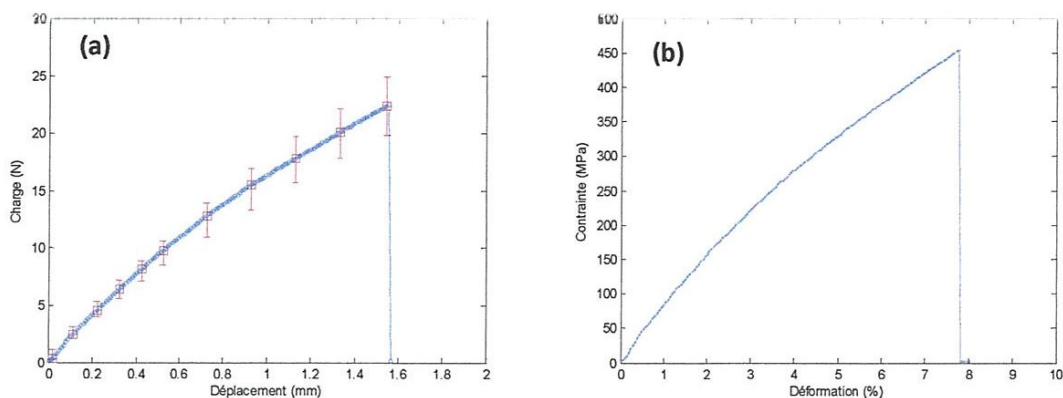 (a)
Charge (N)
30
25
20
15
10
5
0
0 0.2 0.4 0.6 0.8 1 1.2 1.4 1.6 1.8 2
Déplacement (mm)
(b)
Contrainte (MPa)
600
450
400
350
300
250
200
150
100
50
0
0 1 2 3 4 5 6 7 8 9 10
Déformation (%)